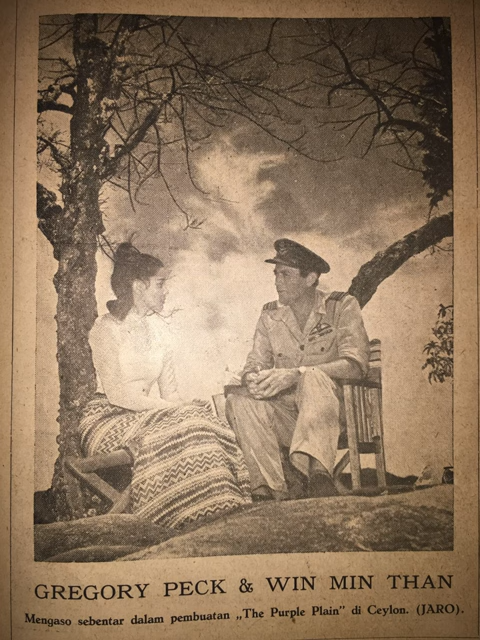 GREGORY PECK & WIN MIN THAN
Mengaso sebentar dalam pembuatan „The Purple Plain" di Ceylon. (JARO).